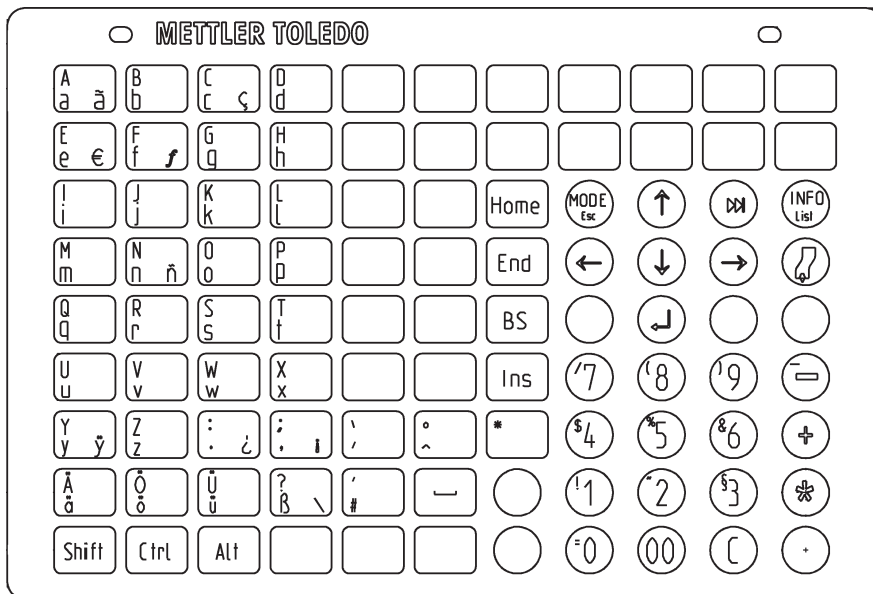 METTLER TOLEDO
A B C D
a ã b c ç d
E F G H
e € f ƒ g h
I J K L Home MODE Esc ↑ INFO List
i j k l
M N O P End ← ↓ →
m n ñ o p
Q R S T BS
q r s t
U V W X Ins / 7 ( 8 ) 9 -
u v w x
Y Z : ; \ ° * $ 4 % 5 & 6 +
y ÿ z . ¿ , ¡ / ^
Ä Ö Ü ? ' ! 1 " 2 § 3 *
ä ö ü ß \ #
Shift Ctrl Alt = 0 00 C +